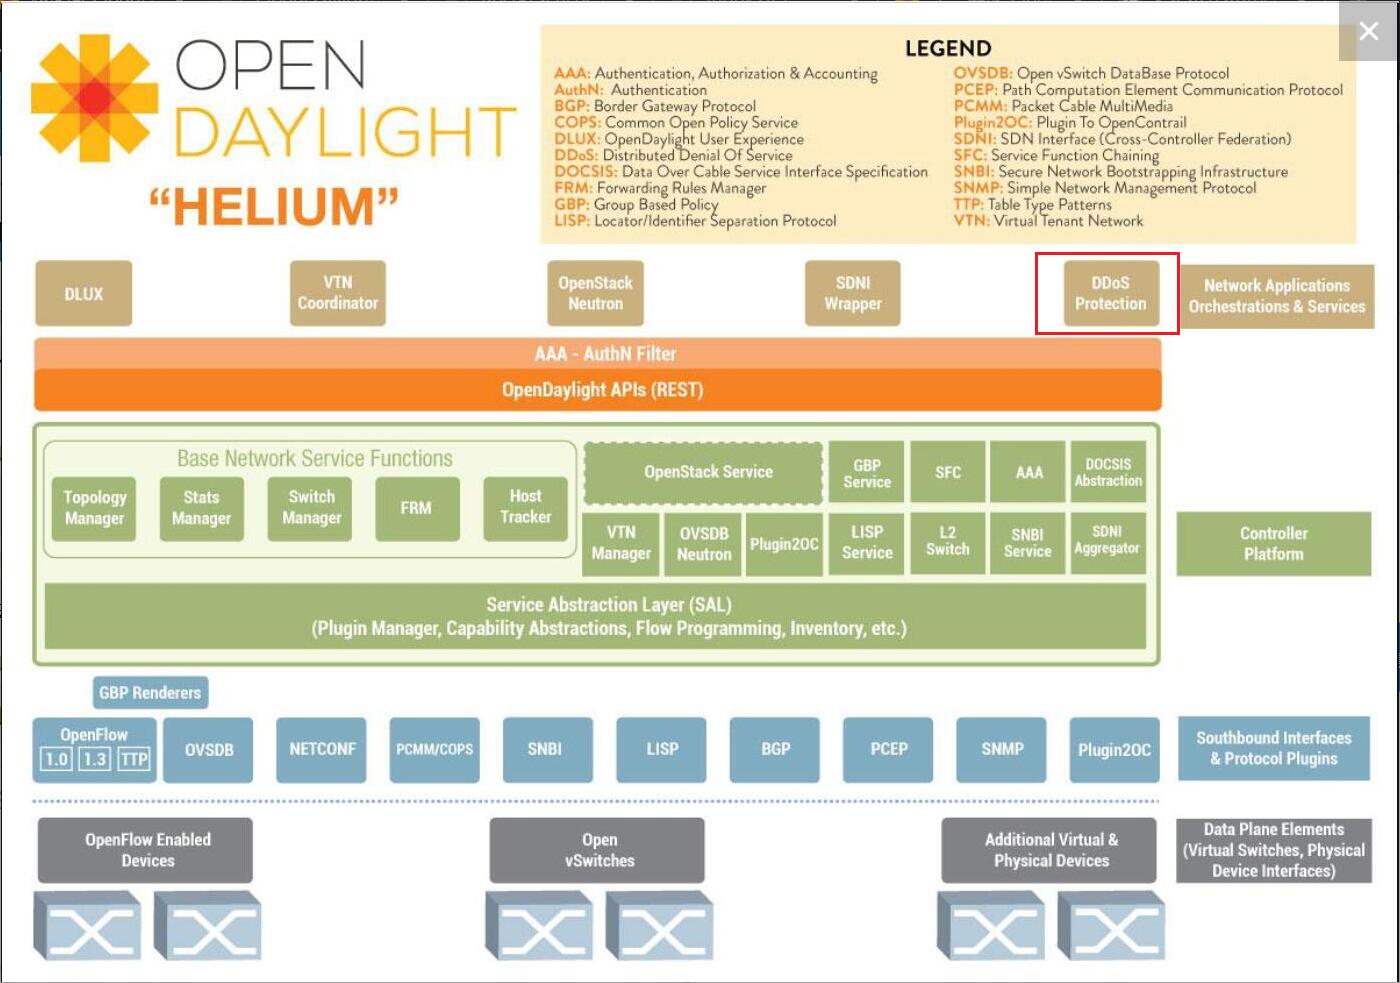 OPEN
DAYLIGHT
"HELIUM"
LEGEND
AAA: Authentication, Authorization & Accounting
AuthN: Authentication
BGP: Border Gateway Protocol
COPS: Common Open Policy Service
DLUX: OpenDaylight User Experience
DDoS: Distributed Denial Of Service
DOCSIS: Data Over Cable Service Interface Specification
FRM: Forwarding Rules Manager
GBP: Group Based Policy
LISP: Locator/Identifier Separation Protocol
OVSDB: Open vSwitch DataBase Protocol
PCEP: Path Computation Element Communication Protocol
PCMM: Packet Cable MultiMedia
Plugin2OC: Plugin To OpenContrail
SDNI: SDN Interface (Cross-Controller Federation)
SFC: Service Function Chaining
SNBI: Secure Network Bootstrapping Infrastructure
SNMP: Simple Network Management Protocol
TTP: Table Type Patterns
VTN: Virtual Tenant Network
DLUX
VTN
Coordinator
OpenStack
Neutron
SDNI
Wrapper
DDoS
Protection
Network Applications
Orchestrations & Services
AAA - AuthN Filter
OpenDaylight APIs (REST)
Base Network Service Functions
Topology
Manager
Stats
Manager
Switch
Manager
FRM
Host
Tracker
OpenStack Service
GBP
Service
SFC
AAA
DOCSIS
Abstraction
VTN
Manager
OVSDB
Neutron
Plugin2OC
LISP
Service
L2
Switch
SNBI
Service
SDNI
Aggregator
Controller
Platform
Service Abstraction Layer (SAL)
(Plugin Manager, Capability Abstractions, Flow Programming, Inventory, etc.)
GBP Renderers
OpenFlow
1.0 1.3 TTP
OVSDB
NETCONF
PCMM/COPS
SNBI
LISP
BGP
PCEP
SNMP
Plugin2OC
Southbound Interfaces
& Protocol Plugins
OpenFlow Enabled
Devices
Open
vSwitches
Additional Virtual &
Physical Devices
Data Plane Elements
(Virtual Switches, Physical
Device Interfaces)